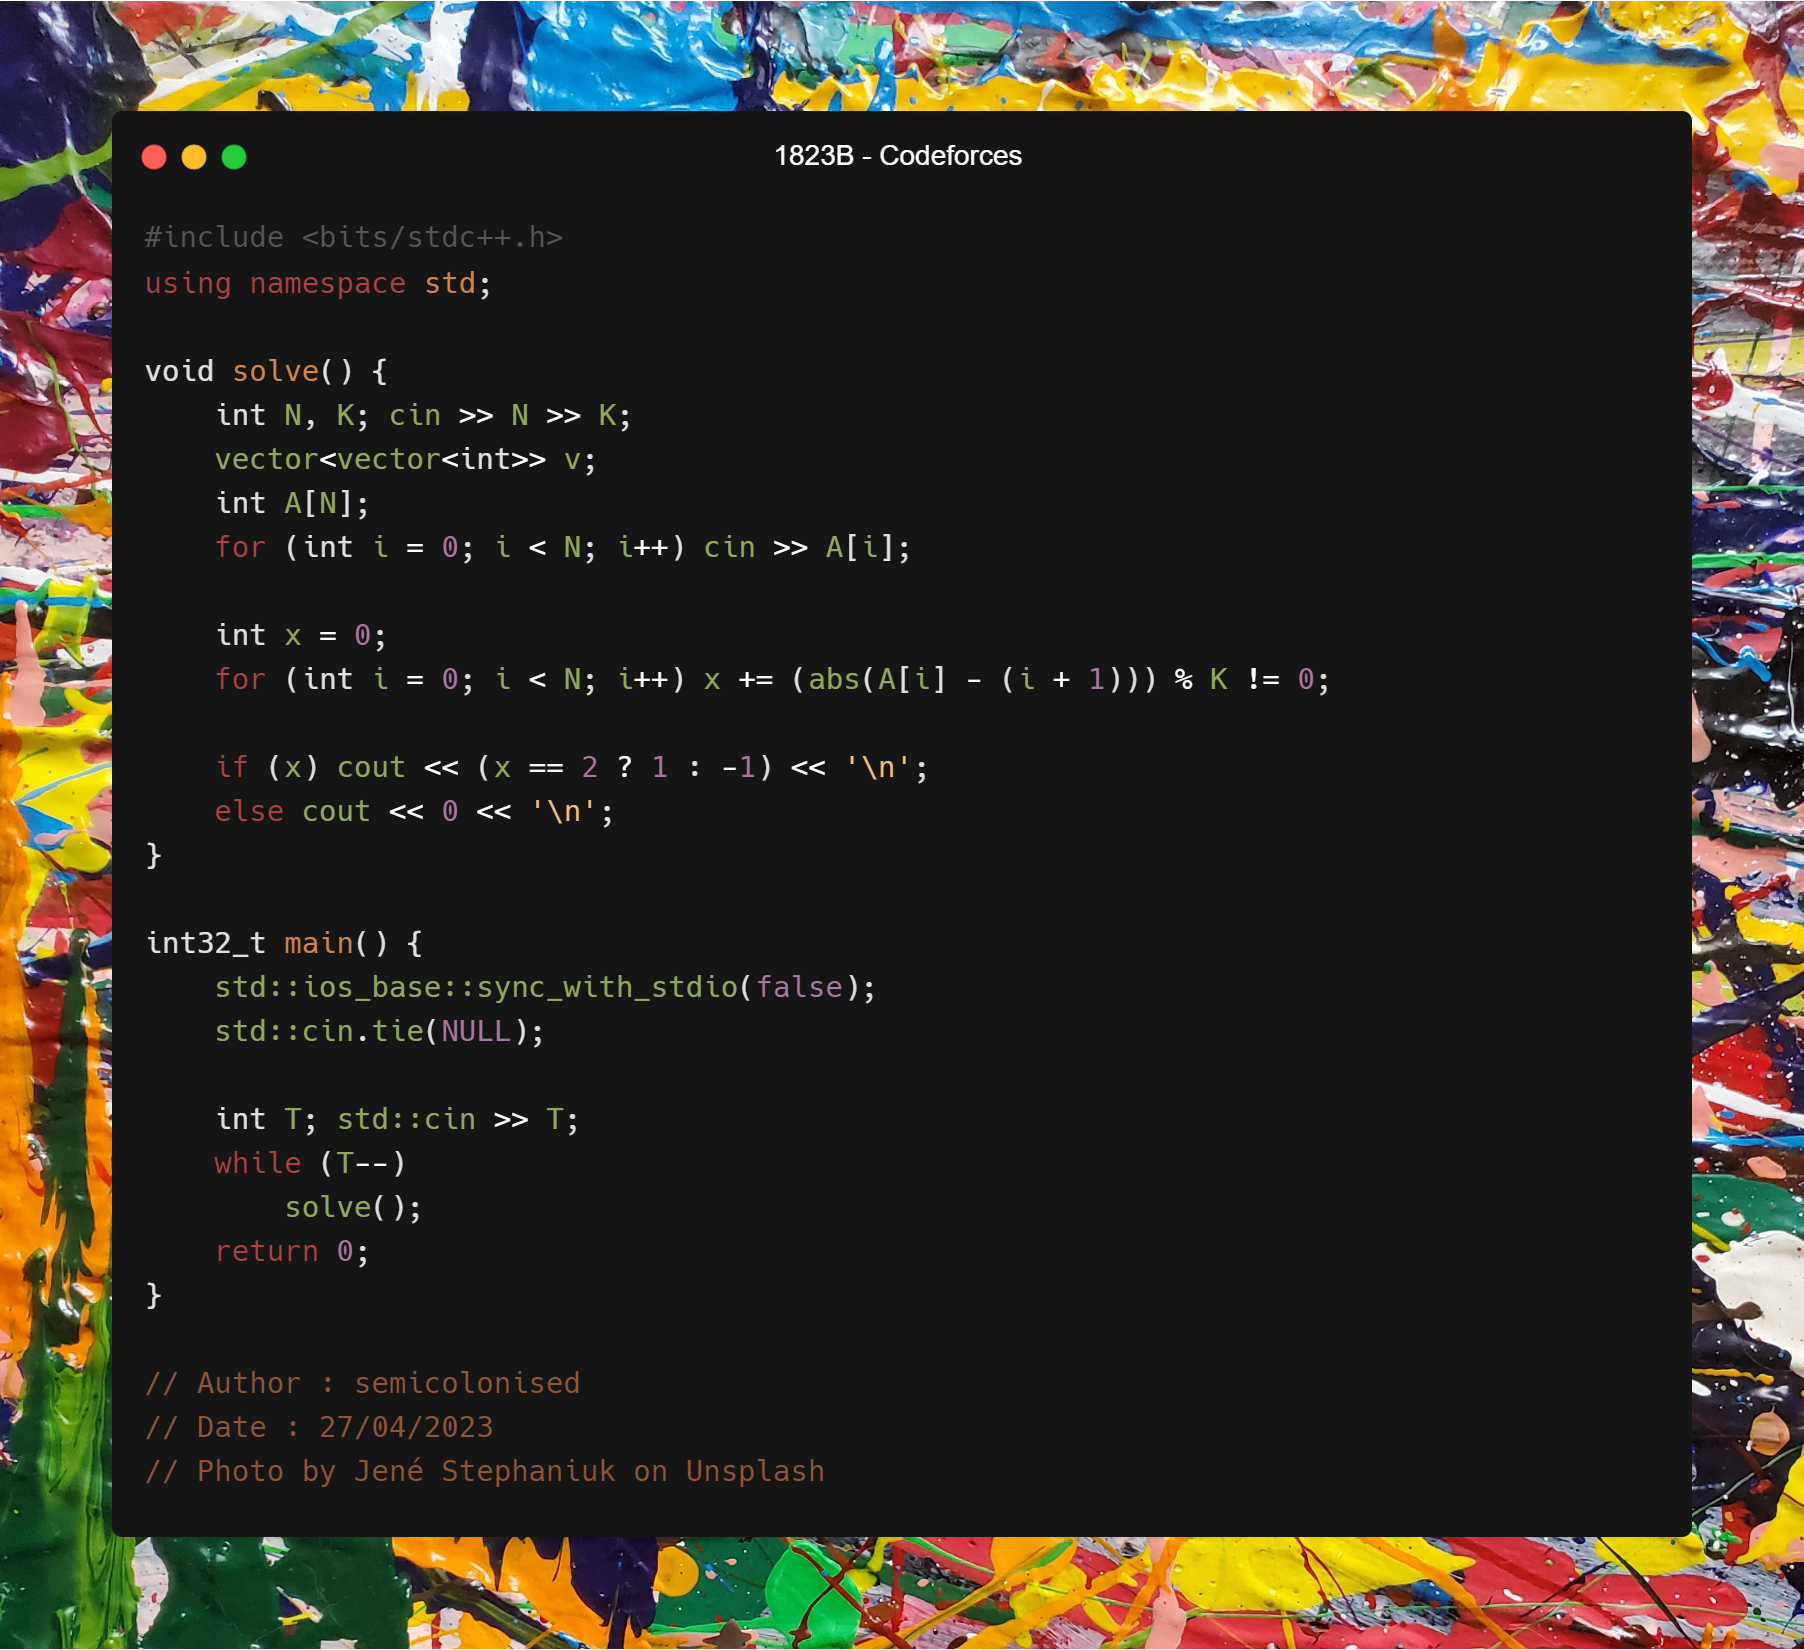 1823B - Codeforces
#include <bits/stdc++.h>
using namespace std;
void solve() {
    int N, K; cin >> N >> K;
    vector<vector<int>> v;
    int A[N];
    for (int i = 0; i < N; i++) cin >> A[i];
    int x = 0;
    for (int i = 0; i < N; i++) x += (abs(A[i] - (i + 1))) % K != 0;
    if (x) cout << (x == 2 ? 1 : -1) << '\n';
    else cout << 0 << '\n';
}
int32_t main() {
    std::ios_base::sync_with_stdio(false);
    std::cin.tie(NULL);
    int T; std::cin >> T;
    while (T--)
        solve();
    return 0;
}
// Author : semicolonised
// Date : 27/04/2023
// Photo by Jené Stephaniuk on Unsplash